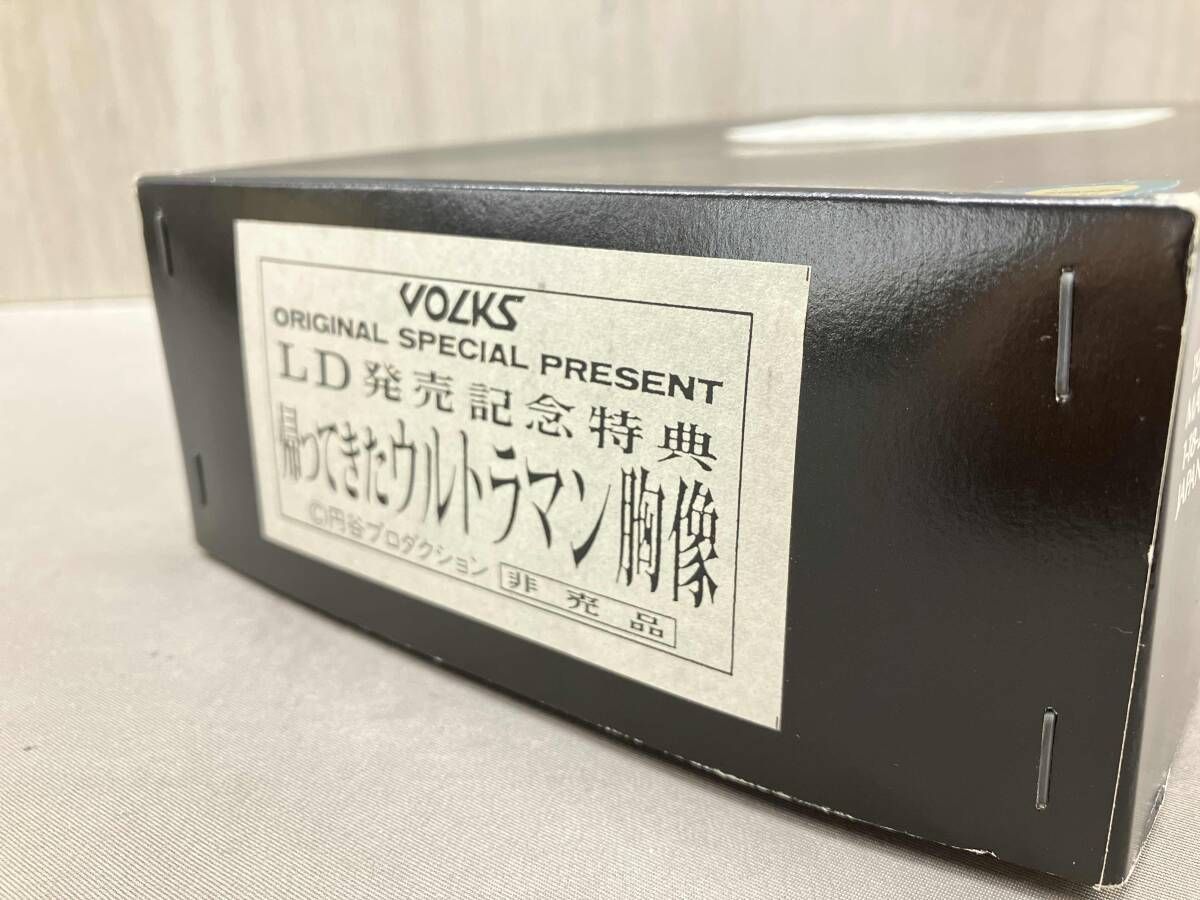 VOLKS
ORIGINAL SPECIAL PRESENT
LD発売記念特典
帰ってきたウルトラマン胸像
©円谷プロダクション 非売品